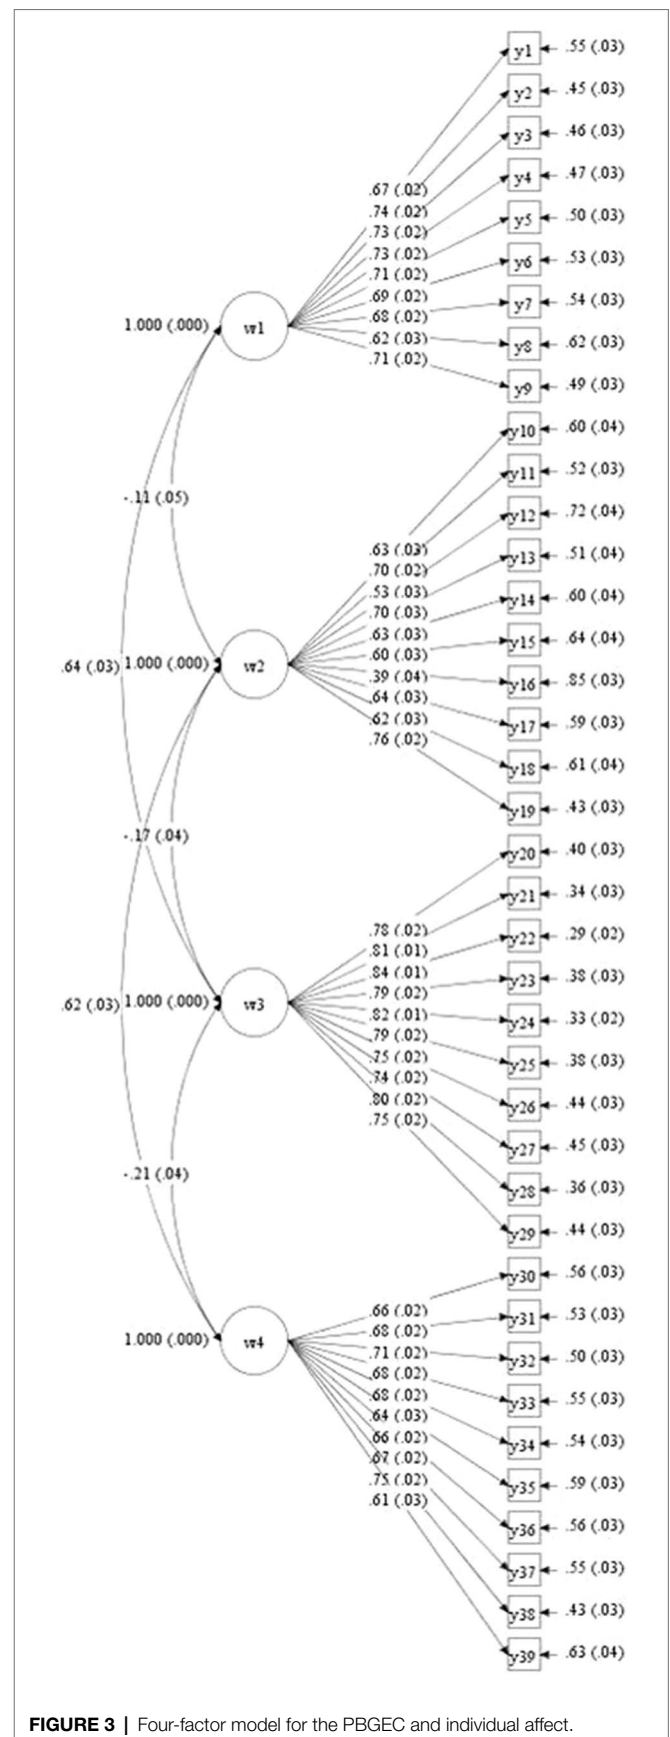 y1 .55 (.03)
y2 .45 (.03)
y3 .46 (.03)
y4 .47 (.03)
.67 (.02)
.74 (.02)
y5 .50 (.03)
.73 (.02)
.73 (.02)
y6 .53 (.03)
.71 (.02)
.69 (.02)
y7 .54 (.03)
.68 (.02)
1.000 (.000) vr1
.62 (.03)
y8 .62 (.03)
.71 (.02)
y9 .49 (.03)
y10 .60 (.04)
y11 .52 (.03)
-.11 (.05)
y12 .72 (.04)
.63 (.03)
y13 .51 (.04)
.70 (.02)
.53 (.03)
y14 .60 (.04)
.70 (.03)
.63 (.03)
y15 .64 (.04)
.60 (.03)
.64 (.03) 1.000 (.000) vr2
.39 (.04)
y16 .85 (.03)
.64 (.03)
.62 (.03)
y17 .59 (.03)
.76 (.02)
y18 .61 (.04)
y19 .43 (.03)
-.17 (.04)
y20 .40 (.03)
y21 .34 (.03)
.78 (.02)
y22 .29 (.02)
.81 (.01)
.84 (.01)
y23 .38 (.03)
.79 (.02)
.62 (.03) 1.000 (.000) vr3
.82 (.01)
y24 .33 (.02)
.79 (.02)
.75 (.02)
y25 .38 (.03)
.74 (.02)
.80 (.02)
y26 .44 (.03)
.75 (.02)
y27 .45 (.03)
-.21 (.04)
y28 .36 (.03)
y29 .44 (.03)
y30 .56 (.03)
.66 (.02)
y31 .53 (.03)
.68 (.02)
1.000 (.000) vr4
.71 (.02)
y32 .50 (.03)
.68 (.02)
.68 (.02)
y33 .55 (.03)
.64 (.03)
.66 (.02)
y34 .54 (.03)
.67 (.02)
.75 (.02)
y35 .59 (.03)
.61 (.03)
y36 .56 (.03)
y37 .55 (.03)
y38 .43 (.03)
y39 .63 (.04)
FIGURE 3 | Four-factor model for the PBGEC and individual affect.